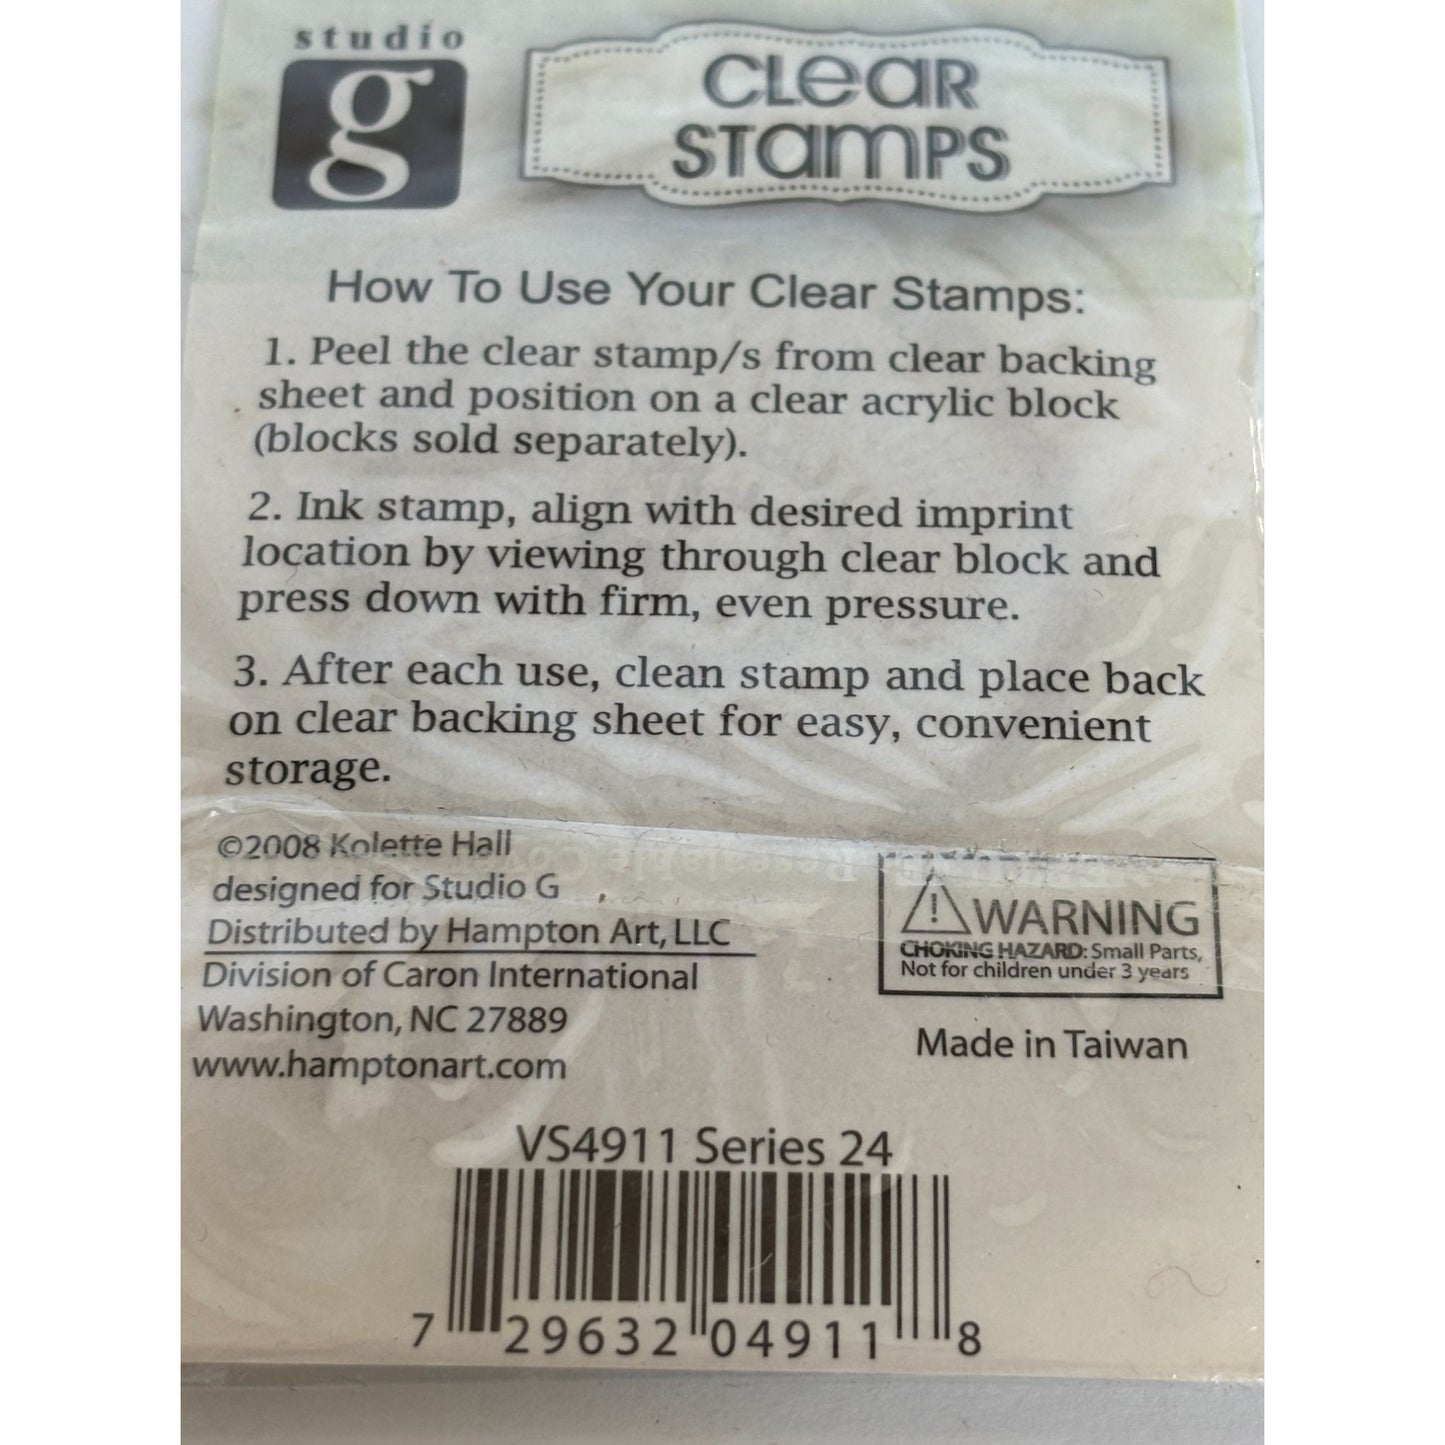 studio
g
CLeaR
STamPS
How To Use Your Clear Stamps:
1. Peel the clear stamp/s from clear backing
sheet and position on a clear acrylic block
(blocks sold separately).
2. Ink stamp, align with desired imprint
location by viewing through clear block and
press down with firm, even pressure.
3. After each use, clean stamp and place back
on clear backing sheet for easy, convenient
storage.
©2008 Kolette Hall
designed for Studio G
Distributed by Hampton Art, LLC
Division of Caron International
Washington, NC 27889
www.hamptonart.com
WARNING
CHOKING HAZARD: Small Parts,
Not for children under 3 years
Made in Taiwan
VS4911 Series 24
7 29632 04911 8